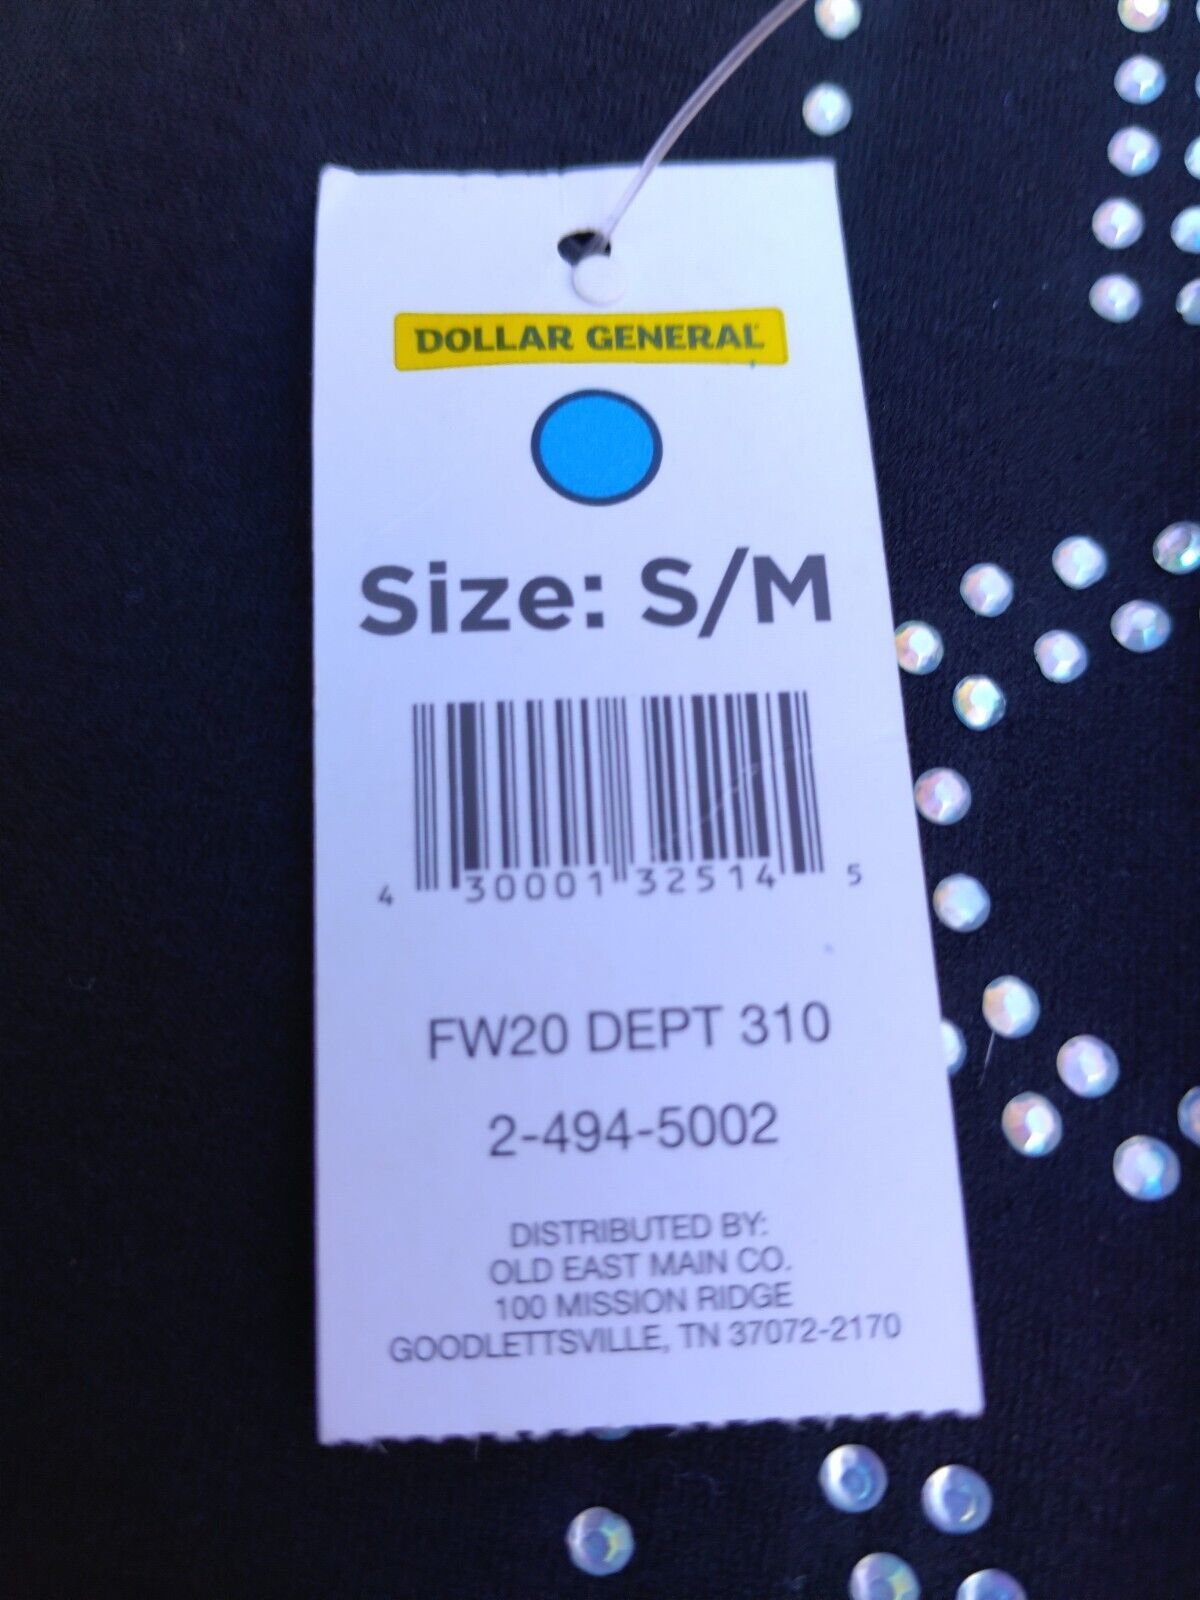 DOLLAR GENERAL
Size: S/M
4 30001 32514 5
FW20 DEPT 310
2-494-5002
DISTRIBUTED BY:
OLD EAST MAIN CO.
100 MISSION RIDGE
GOODLETTSVILLE, TN 37072-2170